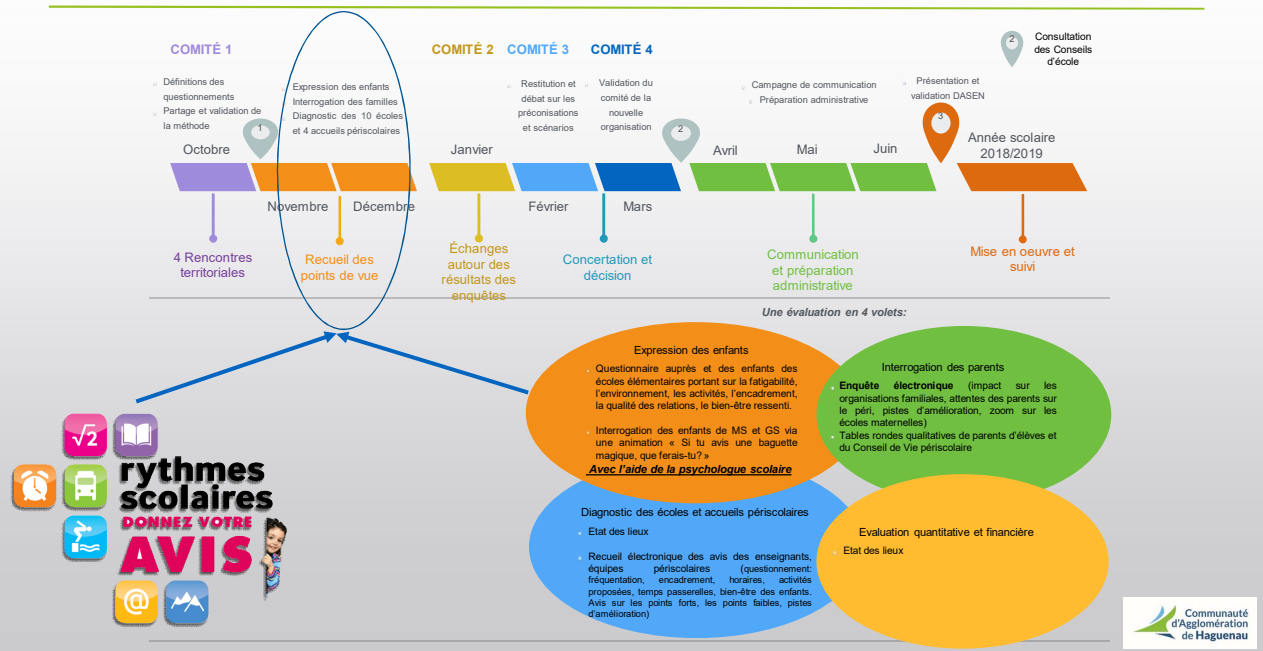 COMITÉ 1
COMITÉ 2
COMITÉ 3
COMITÉ 4
2
Consultation
des Conseils
d'école
Définitions des
questionnements
Partage et validation de
la méthode
1
Expression des enfants
Interrogation des familles
Diagnostic des 10 écoles
et 4 accueils périscolaires
Restitution et
débat sur les
préconisations
et scénarios
Validation du
comité de la
nouvelle
organisation
2
Campagne de communication
Préparation administrative
Présentation et
validation DASEN
3
Octobre
Novembre
Décembre
Janvier
Février
Mars
Avril
Mai
Juin
Année scolaire
2018/2019
4 Rencontres
territoriales
Recueil des
points de vue
Échanges
autour des
résultats des
enquêtes
Concertation et
décision
Communication
et préparation
administrative
Mise en oeuvre et
suivi
Une évaluation en 4 volets:
Expression des enfants
Questionnaire auprès et des enfants des
écoles élémentaires portant sur la fatigabilité,
l'environnement, les activités, l'encadrement,
la qualité des relations, le bien-être ressenti.
Interrogation des enfants de MS et GS via
une animation « Si tu avis une baguette
magique, que ferais-tu? »
Avec l'aide de la psychologue scolaire
Interrogation des parents
Enquête électronique (impact sur les
organisations familiales, attentes des parents sur
le péri, pistes d'amélioration, zoom sur les
écoles maternelles)
Tables rondes qualitatives de parents d'élèves et
du Conseil de Vie périscolaire
Diagnostic des écoles et accueils périscolaires
Etat des lieux
Recueil électronique des avis des enseignants,
équipes périscolaires (questionnement:
fréquentation, encadrement, horaires, activités
proposées, temps passerelles, bien-être des enfants.
Avis sur les points forts, les points faibles, pistes
d'amélioration)
Evaluation quantitative et financière
Etat des lieux
√2
rythmes
scolaires
DONNEZ VOTRE
AVIS
@
Communauté
d'Agglomération
de Haguenau